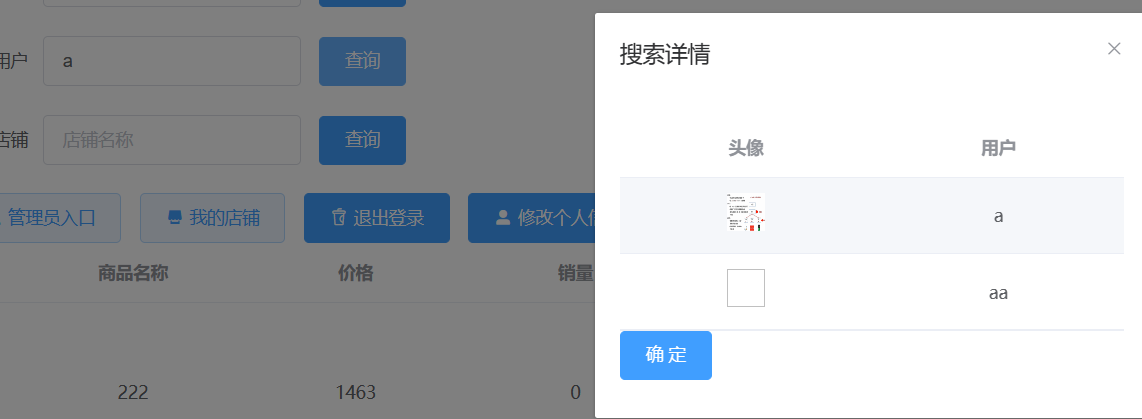 用户 a 查询
店铺 店铺名称 查询
管理员入口 我的店铺 退出登录 修改个人
商品名称 价格 销量
222 1463 0
搜索详情
头像 用户
a
aa
确 定